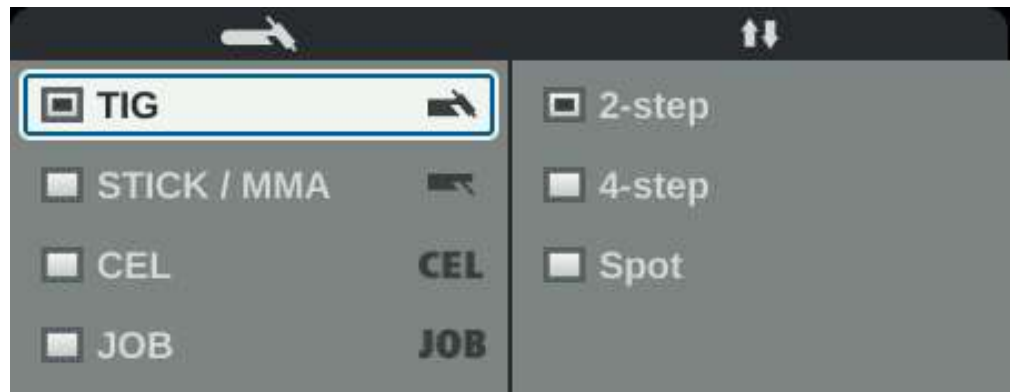 TIG
STICK / MMA
CEL CEL
JOB JOB
2-step
4-step
Spot